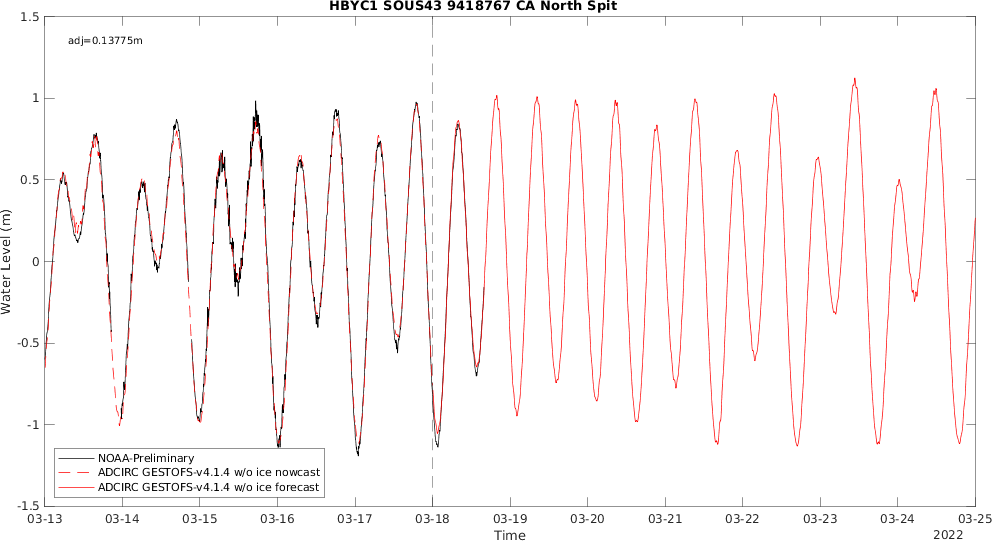 HBYC1 SOUS43 9418767 CA North Spit
adj=0.13775m
1.5
1
0.5
0
-0.5
-1
-1.5
Water Level (m)
NOAA-Preliminary
ADCIRC GESTOFS-v4.1.4 w/o ice nowcast
ADCIRC GESTOFS-v4.1.4 w/o ice forecast
03-13 03-14 03-15 03-16 03-17 03-18 03-19 03-20 03-21 03-22 03-23 03-24 03-25
Time
2022